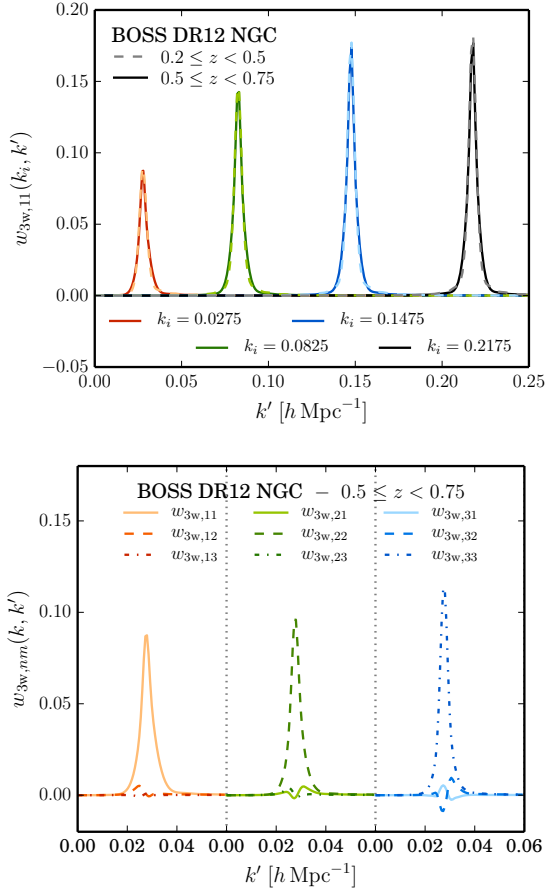 BOSS DR12 NGC
0.2 ≤ z < 0.5
0.5 ≤ z < 0.75
0.20
0.15
0.10
0.05
0.00
−0.05
w3w,11(ki, k′)
ki = 0.0275
ki = 0.1475
ki = 0.0825
ki = 0.2175
0.00 0.05 0.10 0.15 0.20 0.25
k′ [h Mpc−1]
BOSS DR12 NGC − 0.5 ≤ z < 0.75
w3w,11 w3w,21 w3w,31
w3w,12 w3w,22 w3w,32
w3w,13 w3w,23 w3w,33
0.15
0.10
0.05
0.00
w3w,nm(k, k′)
0.00 0.02 0.04 0.00 0.02 0.04 0.00 0.02 0.04 0.06
k′ [h Mpc−1]